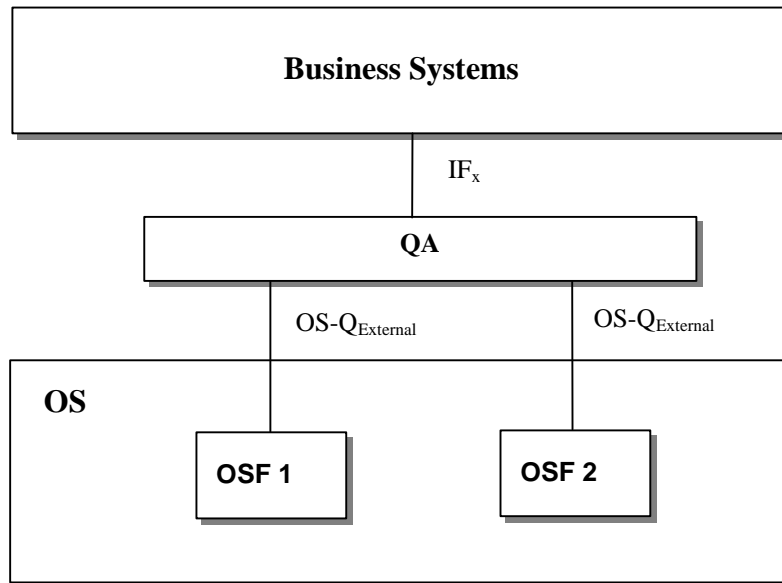 Business Systems
IFx
QA
OS-QExternal
OS-QExternal
OS
OSF 1
OSF 2